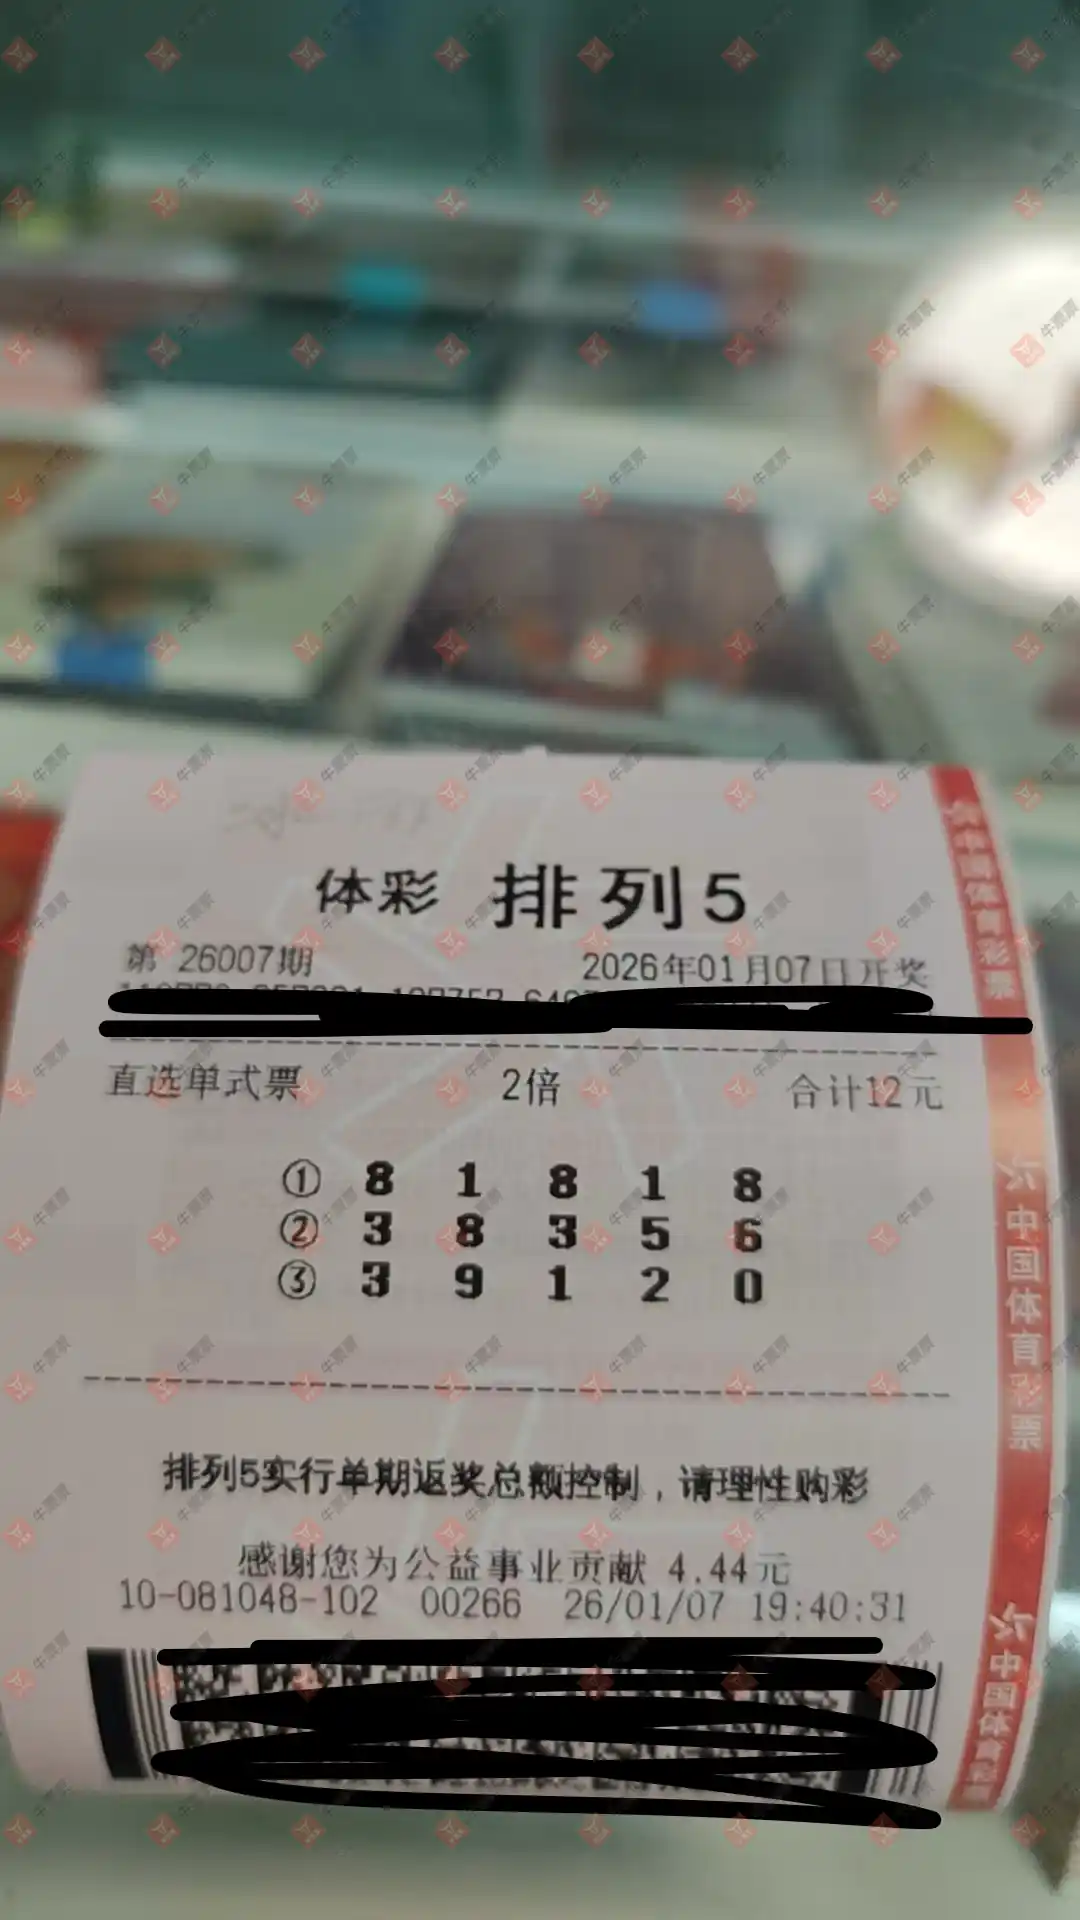 体彩 排列5
第 26007期 2026年01月07日开奖
直选单式票 2倍 合计12元
① 8 1 8 1 8
② 3 8 3 5 6
③ 3 9 1 2 0
排列5实行单期返奖总额控制，请理性购彩
感谢您为公益事业贡献 4.44元
10-081048-102 00266 26/01/07 19:40:31
中国体育彩票
中国体育彩票
中国体育彩票
牛票票